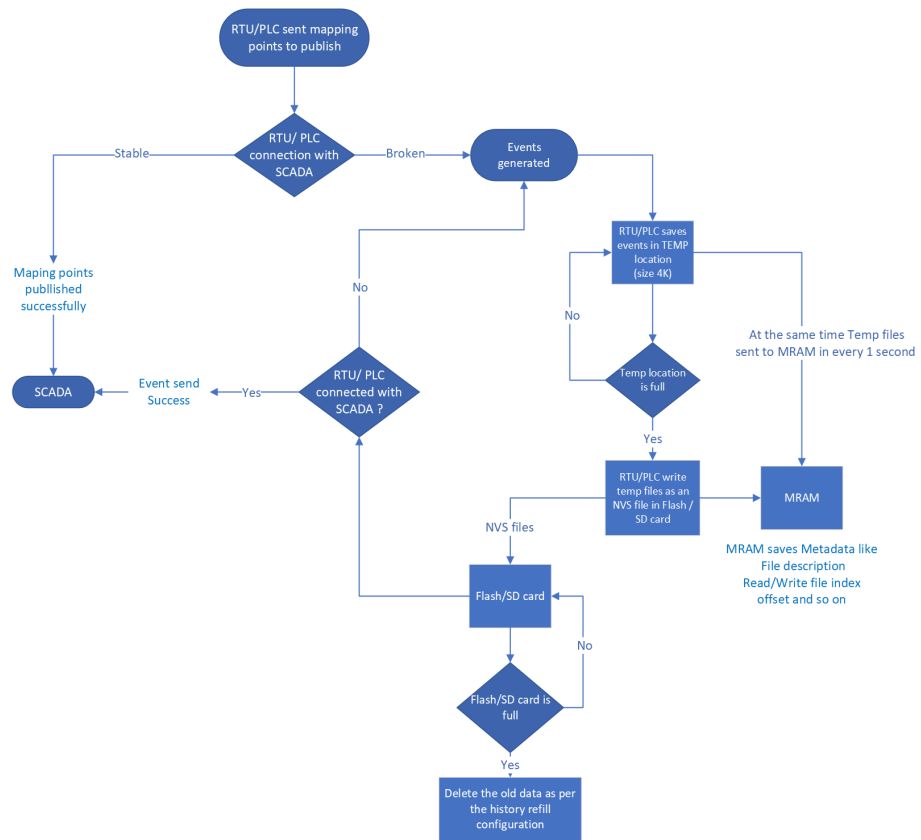 RTU/PLC sent mapping
points to publish
RTU/ PLC
connection with
SCADA
Stable
Broken
Events
generated
RTU/PLC saves
events in TEMP
location
(size 4K)
Maping points
publlished
successfully
No
No
At the same time Temp files
sent to MRAM in every 1 second
Temp location
is full
RTU/ PLC
connected with
SCADA ?
SCADA
Event send
Success
Yes
Yes
RTU/PLC write
temp files as an
NVS file in Flash /
SD card
MRAM
NVS files
MRAM saves Metadata like
File description
Read/Write file index
offset and so on
Flash/SD card
No
Flash/SD card is
full
Yes
Delete the old data as per
the history refill
configuration